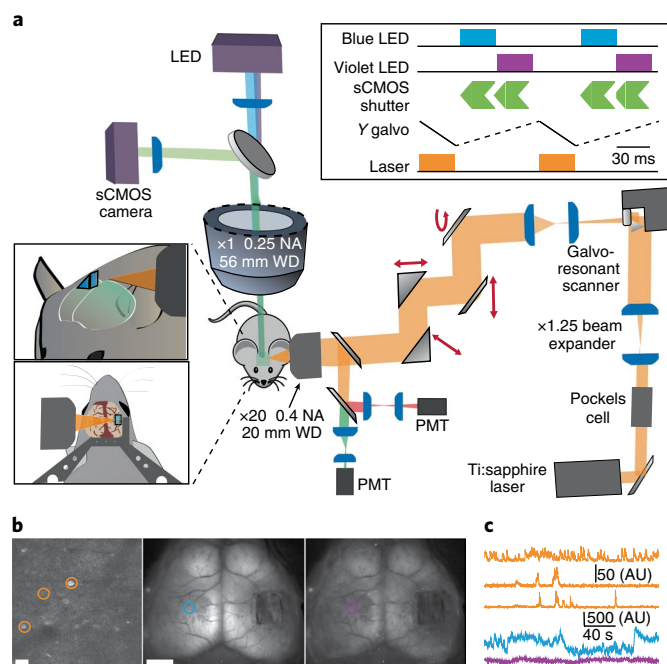 a
LED
sCMOS
camera
×1 0.25 NA
56 mm WD
Blue LED
Violet LED
sCMOS
shutter
Y galvo
Laser
30 ms
Galvo-
resonant
scanner
×1.25 beam
expander
Pockels
cell
Ti:sapphire
laser
×20 0.4 NA
20 mm WD
PMT
PMT
b
c
50 (AU)
500 (AU)
40 s